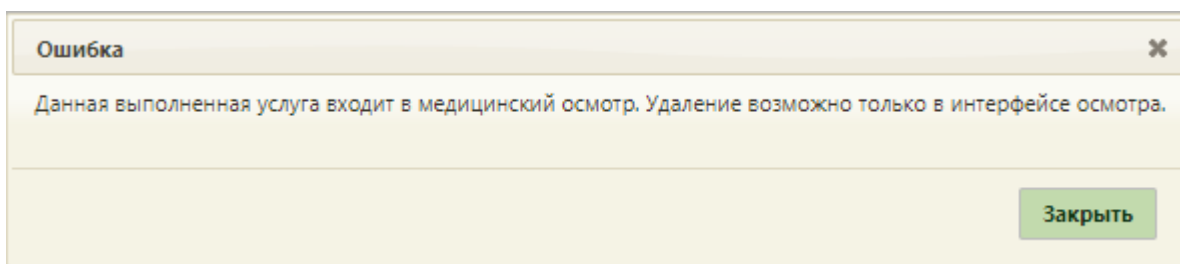 Ошибка
Данная выполненная услуга входит в медицинский осмотр. Удаление возможно только в интерфейсе осмотра.
Закрыть